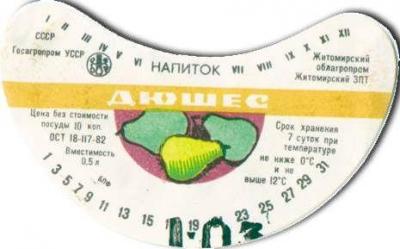 I II III IV V VI VII VIII IX X XI XII
СССР
Госагропром УССР
НАПИТОК
Житомирский
облагропром
Житомирский ЗПТ
ДЮШЕС
Цена без стоимости
посуды 10 коп.
ОСТ 18-117-82
Вместимость
0,5 л
Срок хранения
7 суток при
температуре
не ниже 0°С
и не
выше 12°С
1 3 5 7 9 11 13 15 19 23 25 27 29 31